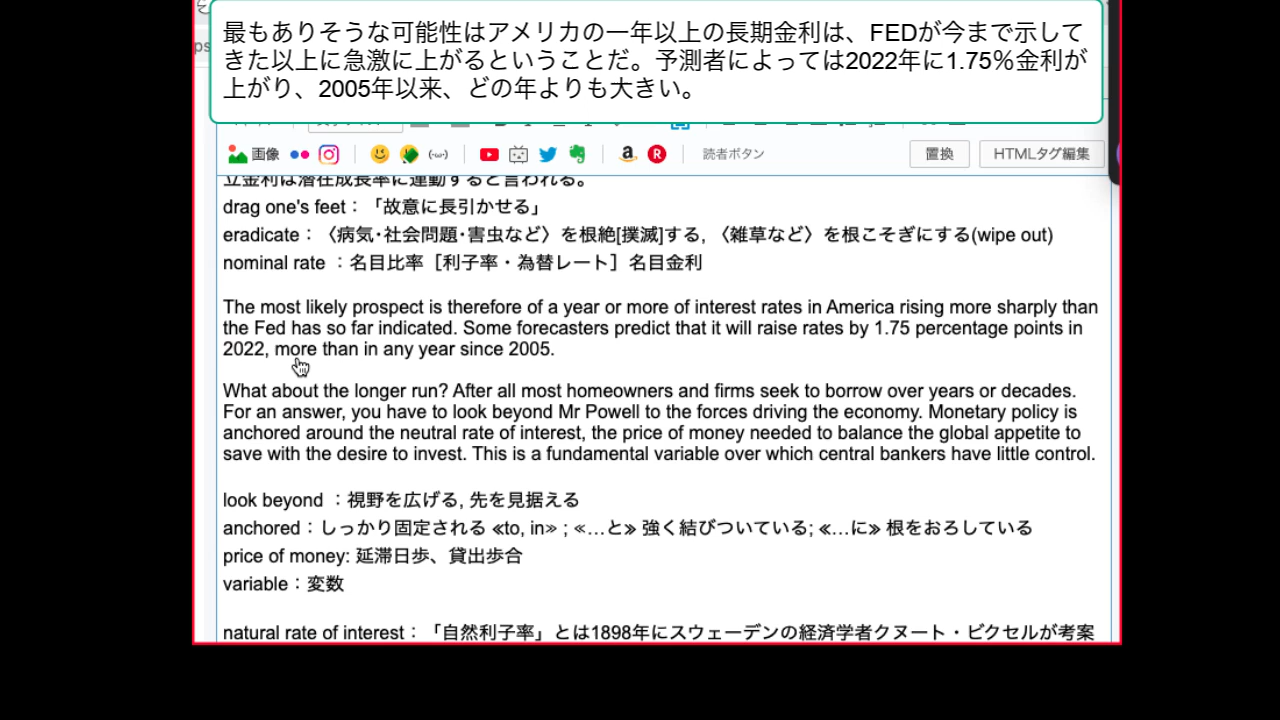 最もありそうな可能性はアメリカの一年以上の長期金利は、FEDが今まで示して
きた以上に急激に上がるということだ。予測者によっては2022年に1.75%金利が
上がり、2005年以来、どの年よりも大きい。
画像
読者ボタン
置換
HTMLタグ編集
立金利は潜在成長率に連動すると言われる。
drag one's feet：「故意に長引かせる」
eradicate：〈病気･社会問題･害虫など〉を根絶[撲滅]する, 〈雑草など〉を根こそぎにする(wipe out)
nominal rate ：名目比率［利子率・為替レート］名目金利
The most likely prospect is therefore of a year or more of interest rates in America rising more sharply than
the Fed has so far indicated. Some forecasters predict that it will raise rates by 1.75 percentage points in
2022, more than in any year since 2005.
What about the longer run? After all most homeowners and firms seek to borrow over years or decades.
For an answer, you have to look beyond Mr Powell to the forces driving the economy. Monetary policy is
anchored around the neutral rate of interest, the price of money needed to balance the global appetite to
save with the desire to invest. This is a fundamental variable over which central bankers have little control.
look beyond ：視野を広げる, 先を見据える
anchored：しっかり固定される ≪to, in≫ ; ≪…と≫ 強く結びついている; ≪…に≫ 根をおろしている
price of money: 延滞日歩、貸出歩合
variable：変数
natural rate of interest：「自然利子率」とは1898年にスウェーデンの経済学者クヌート・ビクセルが考案